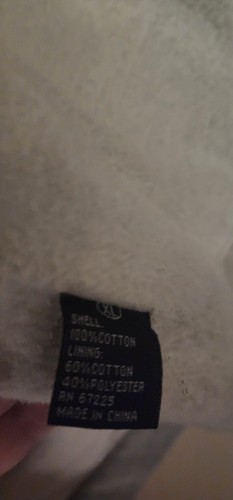 XL
SHELL:
100%COTTON
LINING:
60%COTTON
40%POLYESTER
RN 67225
MADE IN CHINA